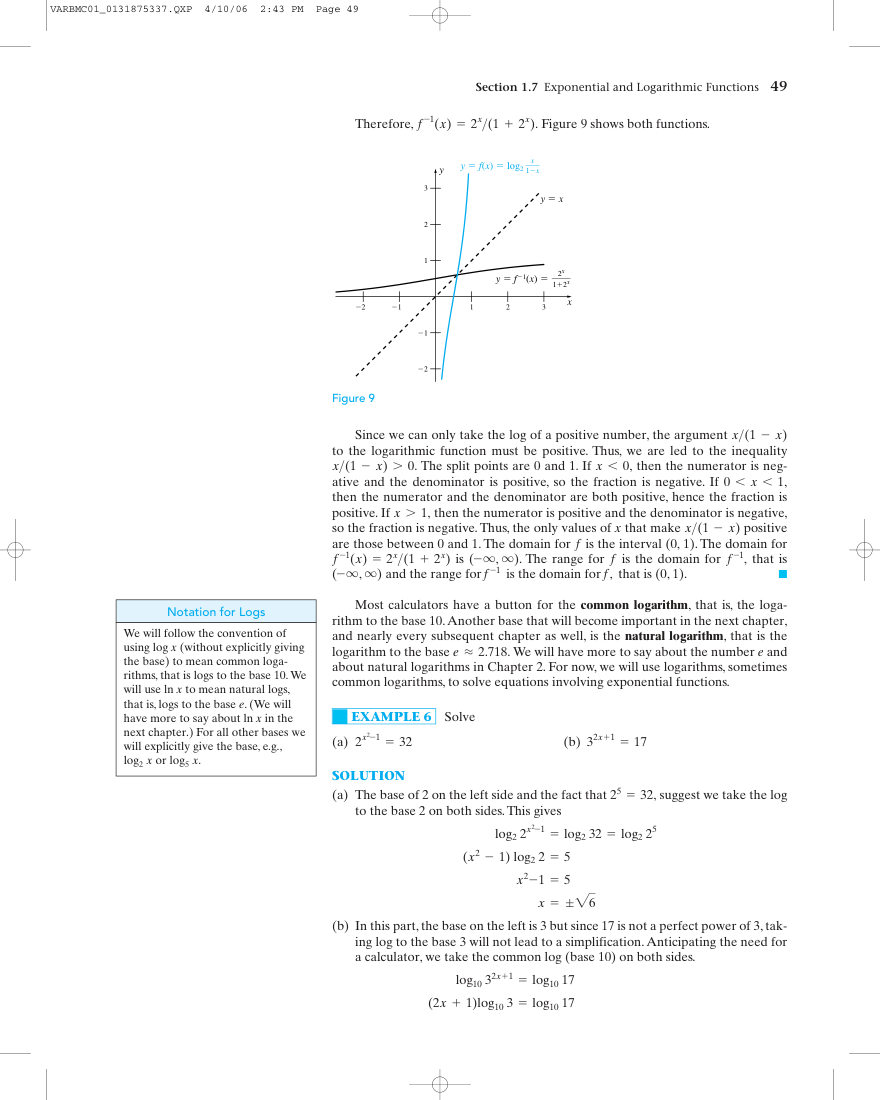 VARBMC01_0131875337.QXP 4/10/06 2:43 PM Page 49
Section 1.7 Exponential and Logarithmic Functions 49
Therefore, f⁻¹(x) = 2ˣ/(1 + 2ˣ). Figure 9 shows both functions.
y
y = f(x) = log₂ x/(1−x)
3
y = x
2
1
y = f⁻¹(x) = 2ˣ/(1+2ˣ)
−2 −1 1 2 3 x
−1
−2
Figure 9
Since we can only take the log of a positive number, the argument x/(1 − x)
to the logarithmic function must be positive. Thus, we are led to the inequality
x/(1 − x) > 0. The split points are 0 and 1. If x < 0, then the numerator is neg-
ative and the denominator is positive, so the fraction is negative. If 0 < x < 1,
then the numerator and the denominator are both positive, hence the fraction is
positive. If x > 1, then the numerator is positive and the denominator is negative,
so the fraction is negative. Thus, the only values of x that make x/(1 − x) positive
are those between 0 and 1. The domain for f is the interval (0, 1). The domain for
f⁻¹(x) = 2ˣ/(1 + 2ˣ) is (−∞, ∞). The range for f is the domain for f⁻¹, that is
(−∞, ∞) and the range for f⁻¹ is the domain for f, that is (0, 1).
Notation for Logs
We will follow the convention of
using log x (without explicitly giving
the base) to mean common loga-
rithms, that is logs to the base 10. We
will use ln x to mean natural logs,
that is, logs to the base e. (We will
have more to say about ln x in the
next chapter.) For all other bases we
will explicitly give the base, e.g.,
log₂ x or log₅ x.
Most calculators have a button for the common logarithm, that is, the loga-
rithm to the base 10. Another base that will become important in the next chapter,
and nearly every subsequent chapter as well, is the natural logarithm, that is the
logarithm to the base e ≈ 2.718. We will have more to say about the number e and
about natural logarithms in Chapter 2. For now, we will use logarithms, sometimes
common logarithms, to solve equations involving exponential functions.
EXAMPLE 6 Solve
(a) 2^(x²−1) = 32 (b) 3^(2x+1) = 17
SOLUTION
(a) The base of 2 on the left side and the fact that 2⁵ = 32, suggest we take the log
to the base 2 on both sides. This gives
log₂ 2^(x²−1) = log₂ 32 = log₂ 2⁵
(x² − 1) log₂ 2 = 5
x²−1 = 5
x = ±√6
(b) In this part, the base on the left is 3 but since 17 is not a perfect power of 3, tak-
ing log to the base 3 will not lead to a simplification. Anticipating the need for
a calculator, we take the common log (base 10) on both sides.
log₁₀ 3^(2x+1) = log₁₀ 17
(2x + 1)log₁₀ 3 = log₁₀ 17